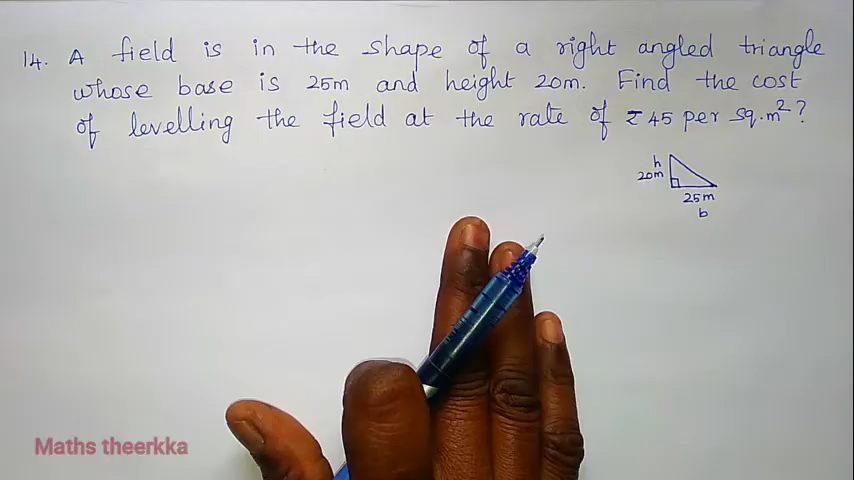 14. A field is in the shape of a right angled triangle
whose base is 25m and height 20m. Find the cost
of levelling the field at the rate of ₹ 45 per sq.m²?
h
20m
25m
b
Maths theerkka